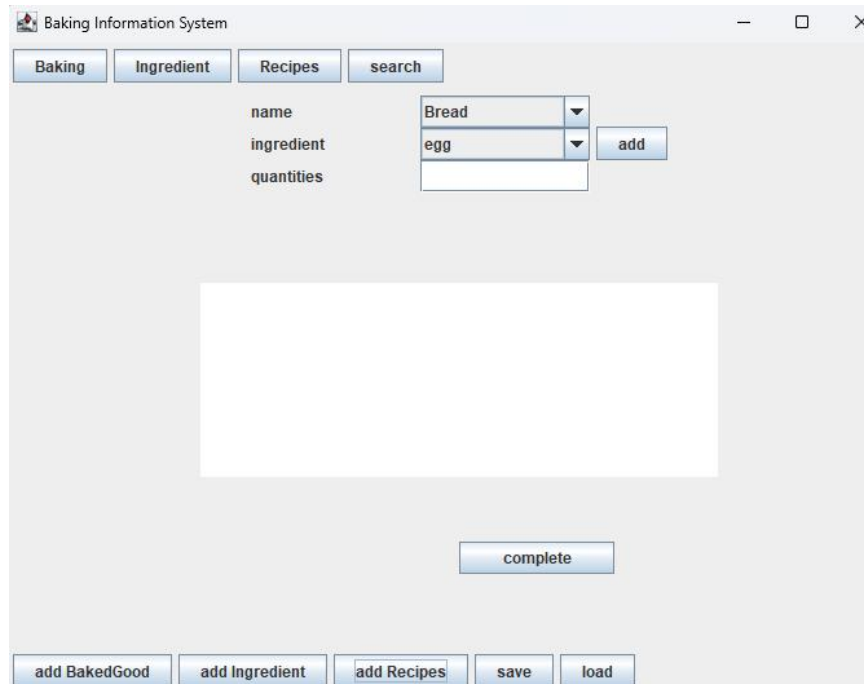 Baking Information System
Baking Ingredient Recipes search
name Bread
ingredient egg add
quantities
complete
add BakedGood add Ingredient add Recipes save load